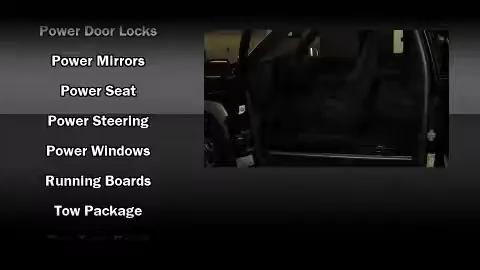 Power Door Locks
Power Mirrors
Power Seat
Power Steering
Power Windows
Running Boards
Tow Package